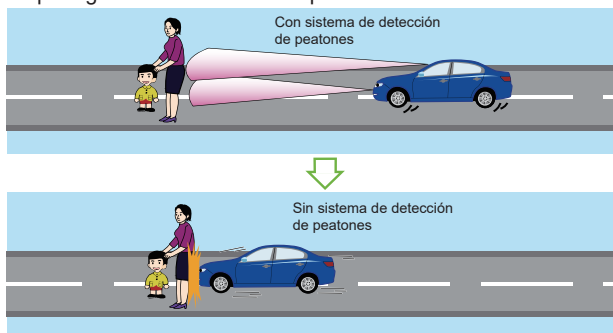 Con sistema de detección
de peatones
Sin sistema de detección
de peatones